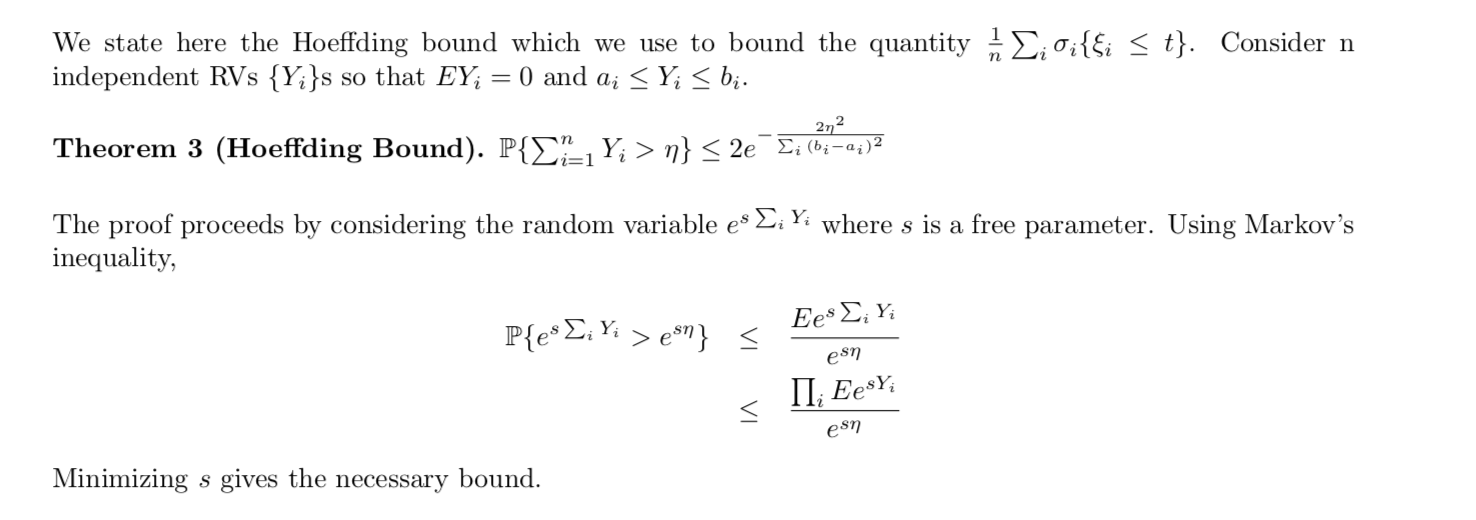 We state here the Hoeffding bound which we use to bound the quantity $\frac{1}{n}\sum_i \sigma_i\{\xi_i \leq t\}$. Consider n
independent RVs $\{Y_i\}$s so that $EY_i = 0$ and $a_i \leq Y_i \leq b_i$.
Theorem 3 (Hoeffding Bound). $\mathbb{P}\{\sum_{i=1}^n Y_i > \eta\} \leq 2e^{-\frac{2\eta^2}{\sum_i (b_i-a_i)^2}}$
The proof proceeds by considering the random variable $e^{s\sum_i Y_i}$ where $s$ is a free parameter. Using Markov's
inequality,
$\mathbb{P}\{e^{s\sum_i Y_i} > e^{s\eta}\} \leq \frac{Ee^{s\sum_i Y_i}}{e^{s\eta}}$
$\leq \frac{\prod_i Ee^{sY_i}}{e^{s\eta}}$
Minimizing $s$ gives the necessary bound.